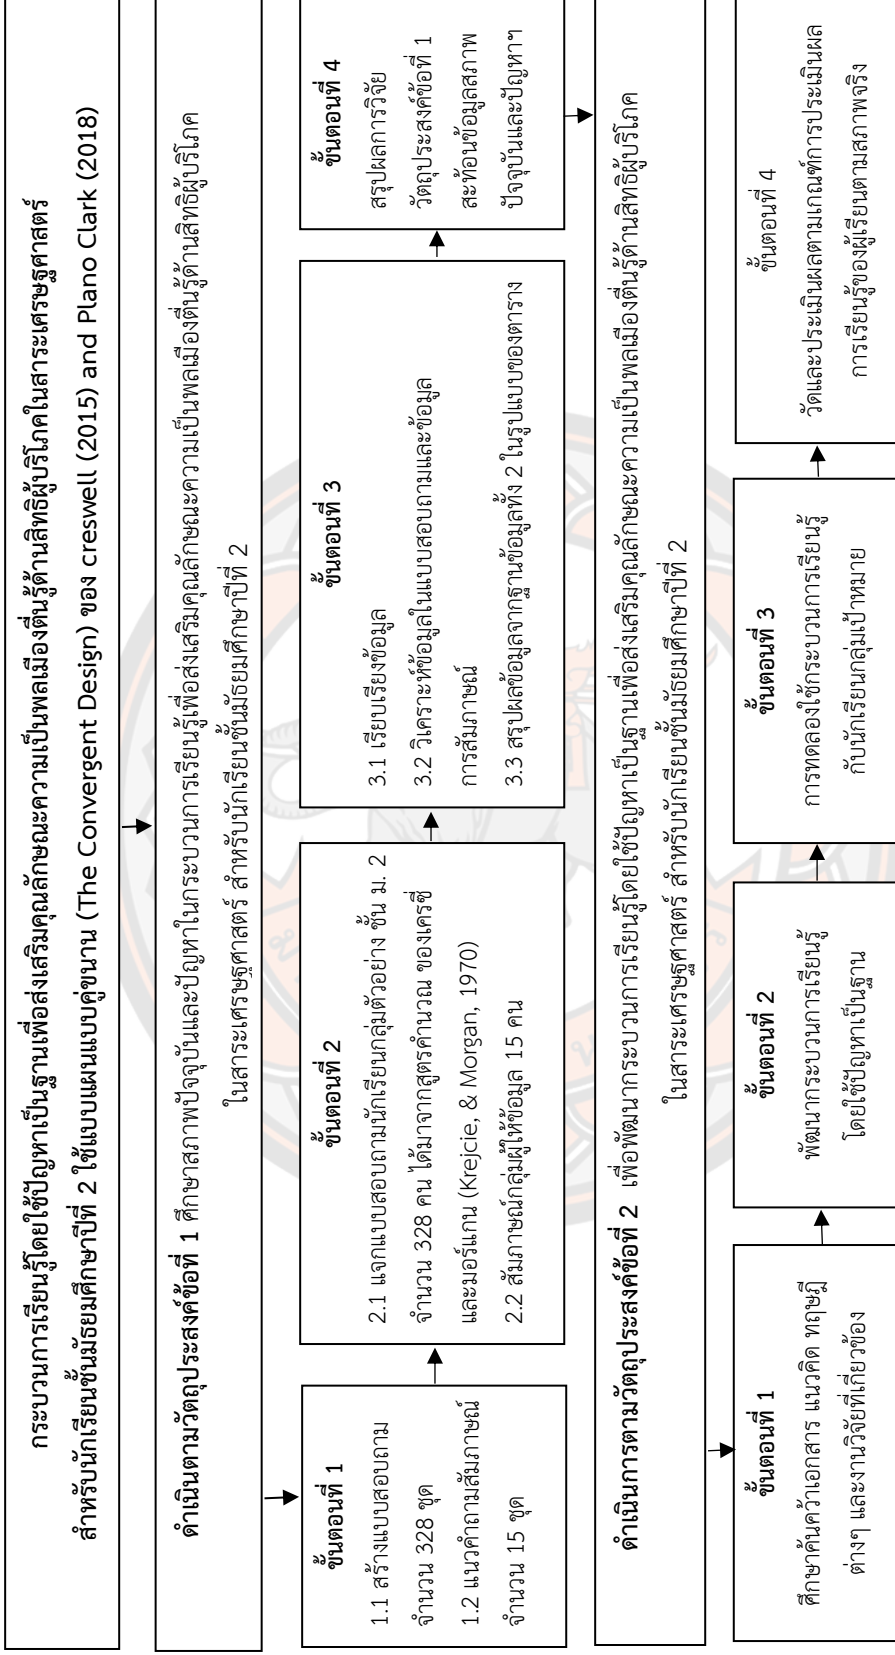 กระบวนการเรียนรู้โดยใช้ปัญหาเป็นฐานเพื่อส่งเสริมคุณลักษณะความเป็นพลเมืองตื่นรู้ด้านสิทธิผู้บริโภคในสาระเศรษฐศาสตร์
สำหรับนักเรียนชั้นมัธยมศึกษาปีที่ 2 ใช้แบบแผนแบบคู่ขนาน (The Convergent Design) ของ creswell (2015) and Plano Clark (2018)
ดำเนินตามวัตถุประสงค์ข้อที่ 1 ศึกษาสภาพปัจจุบันและปัญหาในกระบวนการเรียนรู้เพื่อส่งเสริมคุณลักษณะความเป็นพลเมืองตื่นรู้ด้านสิทธิผู้บริโภค
ในสาระเศรษฐศาสตร์ สำหรับนักเรียนชั้นมัธยมศึกษาปีที่ 2
ขั้นตอนที่ 1
1.1 สร้างแบบสอบถาม
จำนวน 328 ชุด
1.2 แนวคำถามสัมภาษณ์
จำนวน 15 ชุด
ขั้นตอนที่ 2
2.1 แจกแบบสอบถามนักเรียนกลุ่มตัวอย่าง ชั้น ม. 2
จำนวน 328 คน ได้มาจากสูตรคำนวณ ของเครซี่
และมอร์แกน (Krejcie, & Morgan, 1970)
2.2 สัมภาษณ์กลุ่มผู้ให้ข้อมูล 15 คน
ขั้นตอนที่ 3
3.1 เรียบเรียงข้อมูล
3.2 วิเคราะห์ข้อมูลในแบบสอบถามและข้อมูล
การสัมภาษณ์
3.3 สรุปผลข้อมูลจากฐานข้อมูลทั้ง 2 ในรูปแบบของตาราง
ขั้นตอนที่ 4
สรุปผลการวิจัย
วัตถุประสงค์ข้อที่ 1
สะท้อนข้อมูลสภาพ
ปัจจุบันและปัญหาฯ
ดำเนินการตามวัตถุประสงค์ข้อที่ 2 เพื่อพัฒนากระบวนการเรียนรู้โดยใช้ปัญหาเป็นฐานเพื่อส่งเสริมคุณลักษณะความเป็นพลเมืองตื่นรู้ด้านสิทธิผู้บริโภค
ในสาระเศรษฐศาสตร์ สำหรับนักเรียนชั้นมัธยมศึกษาปีที่ 2
ขั้นตอนที่ 1
ศึกษาค้นคว้าเอกสาร แนวคิด ทฤษฎี
ต่างๆ และงานวิจัยที่เกี่ยวข้อง
ขั้นตอนที่ 2
พัฒนากระบวนการเรียนรู้
โดยใช้ปัญหาเป็นฐาน
ขั้นตอนที่ 3
การทดลองใช้กระบวนการเรียนรู้
กับนักเรียนกลุ่มเป้าหมาย
ขั้นตอนที่ 4
วัดและประเมินผลตามเกณฑ์การประเมินผล
การเรียนรู้ของผู้เรียนตามสภาพจริง